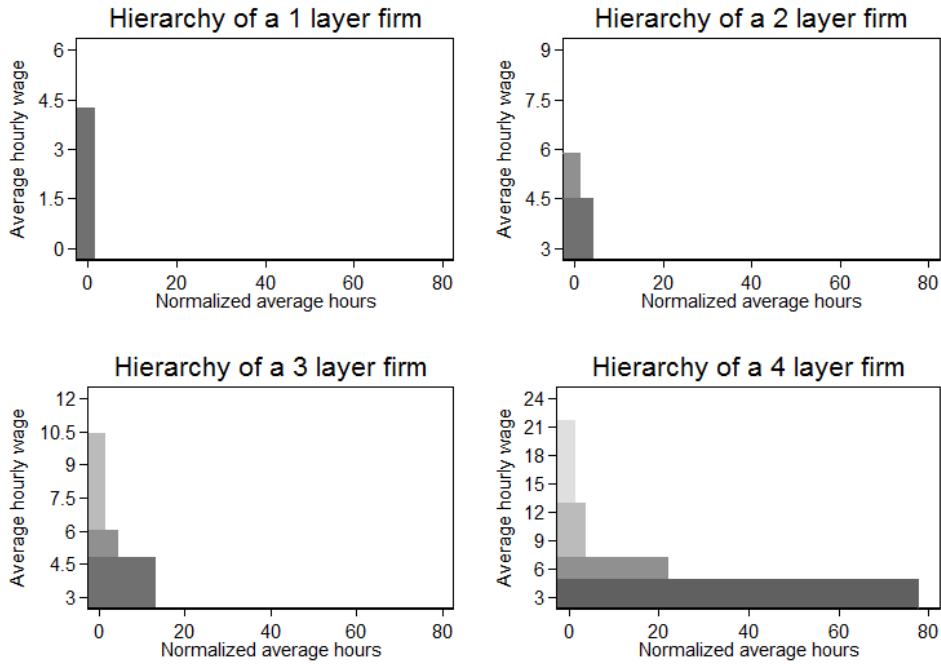 Hierarchy of a 1 layer firm
Average hourly wage
6
4.5
3
1.5
0
0 20 40 60 80
Normalized average hours
Hierarchy of a 2 layer firm
Average hourly wage
9
7.5
6
4.5
3
0 20 40 60 80
Normalized average hours
Hierarchy of a 3 layer firm
Average hourly wage
12
10.5
9
7.5
6
4.5
3
0 20 40 60 80
Normalized average hours
Hierarchy of a 4 layer firm
Average hourly wage
24
21
18
15
12
9
6
3
0 20 40 60 80
Normalized average hours